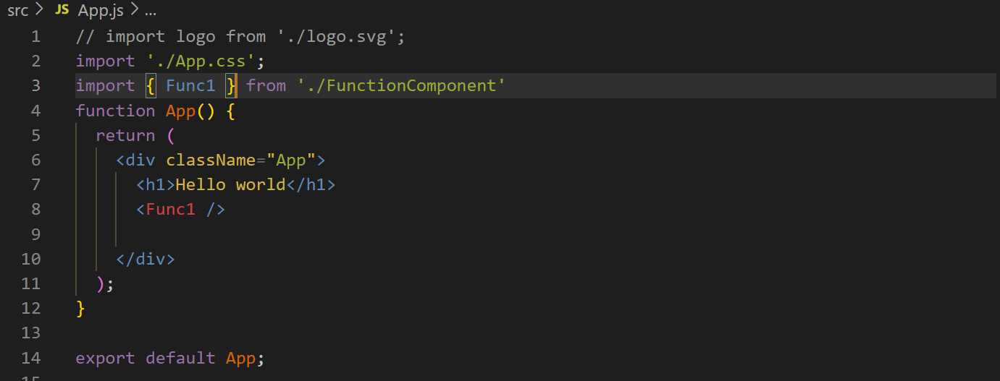 src > JS App.js > ...
1 // import logo from './logo.svg';
2 import './App.css';
3 import { Func1 } from './FunctionComponent'
4 function App() {
5   return (
6     <div className="App">
7       <h1>Hello world</h1>
8       <Func1 />
9
10     </div>
11   );
12 }
13
14 export default App;
15